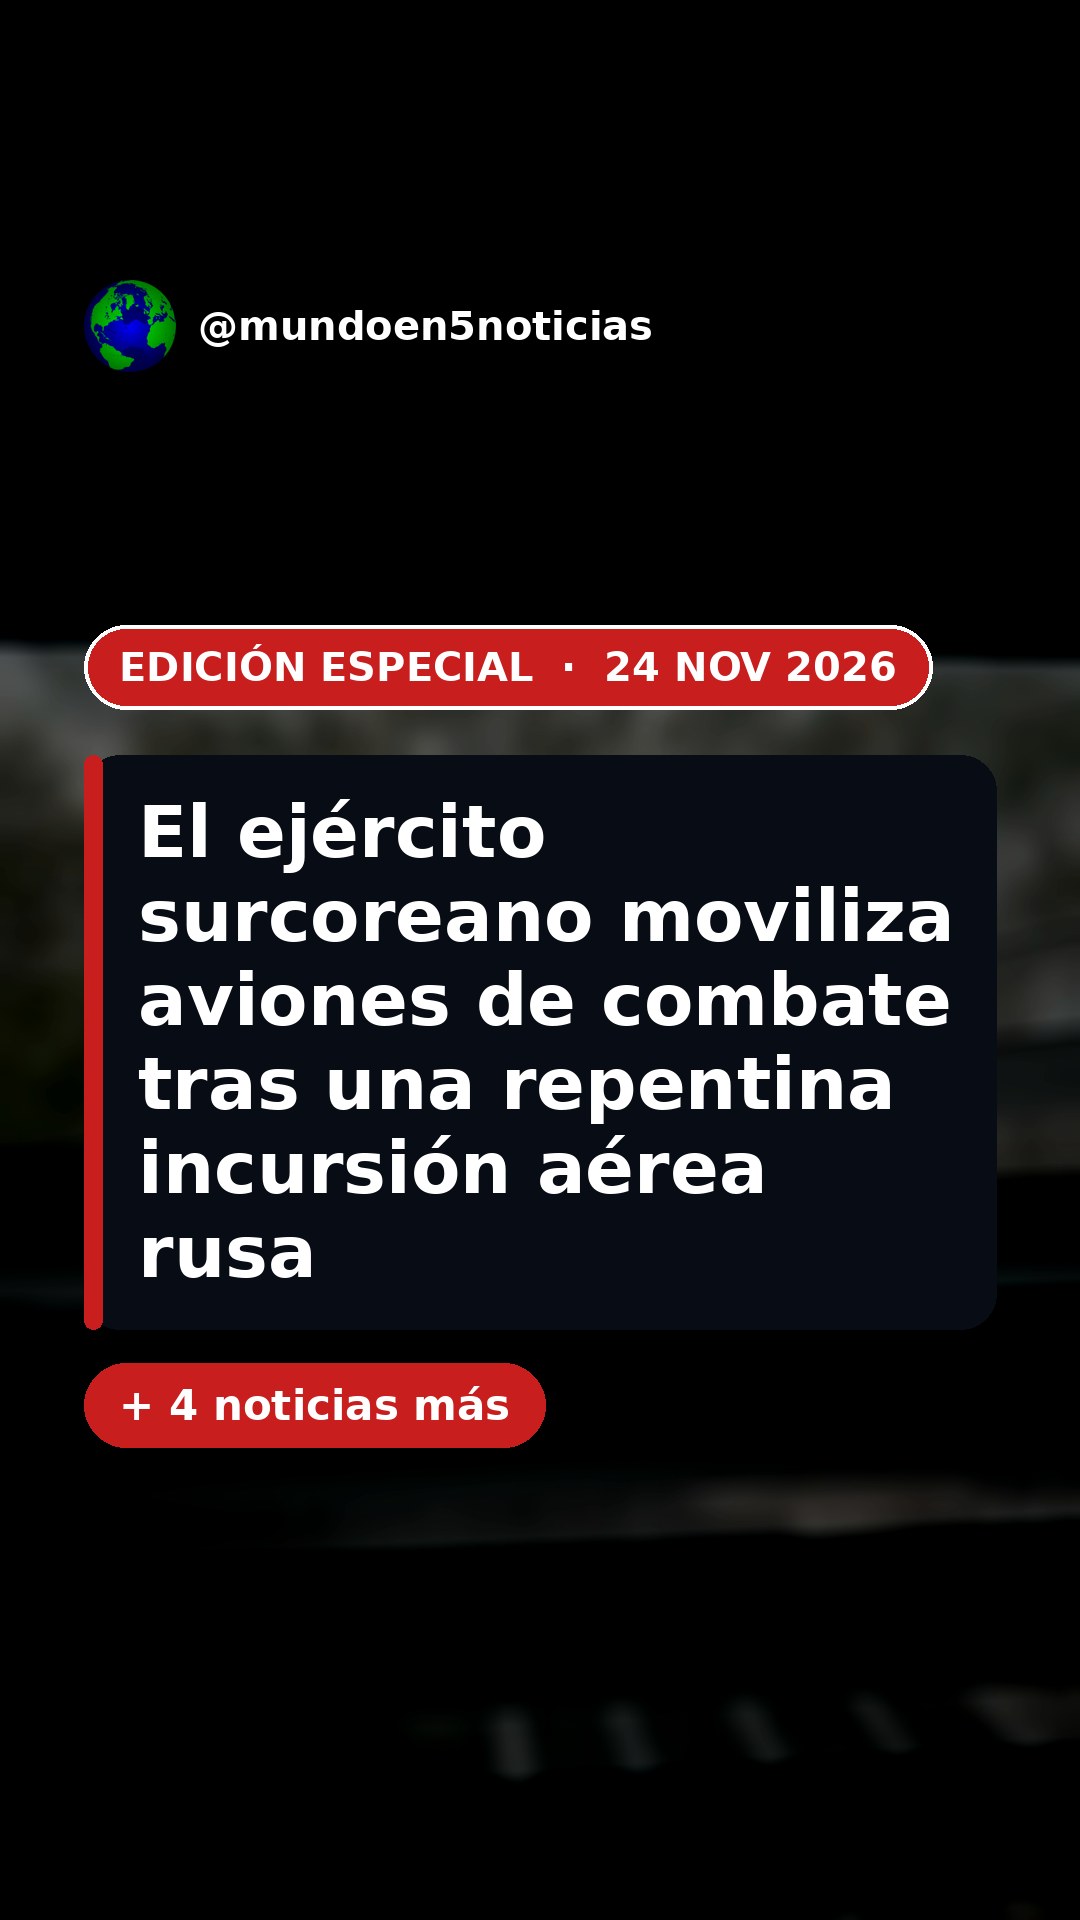 @mundoen5noticias
EDICIÓN ESPECIAL · 24 NOV 2026
El ejército
surcoreano moviliza
aviones de combate
tras una repentina
incursión aérea
rusa
+ 4 noticias más